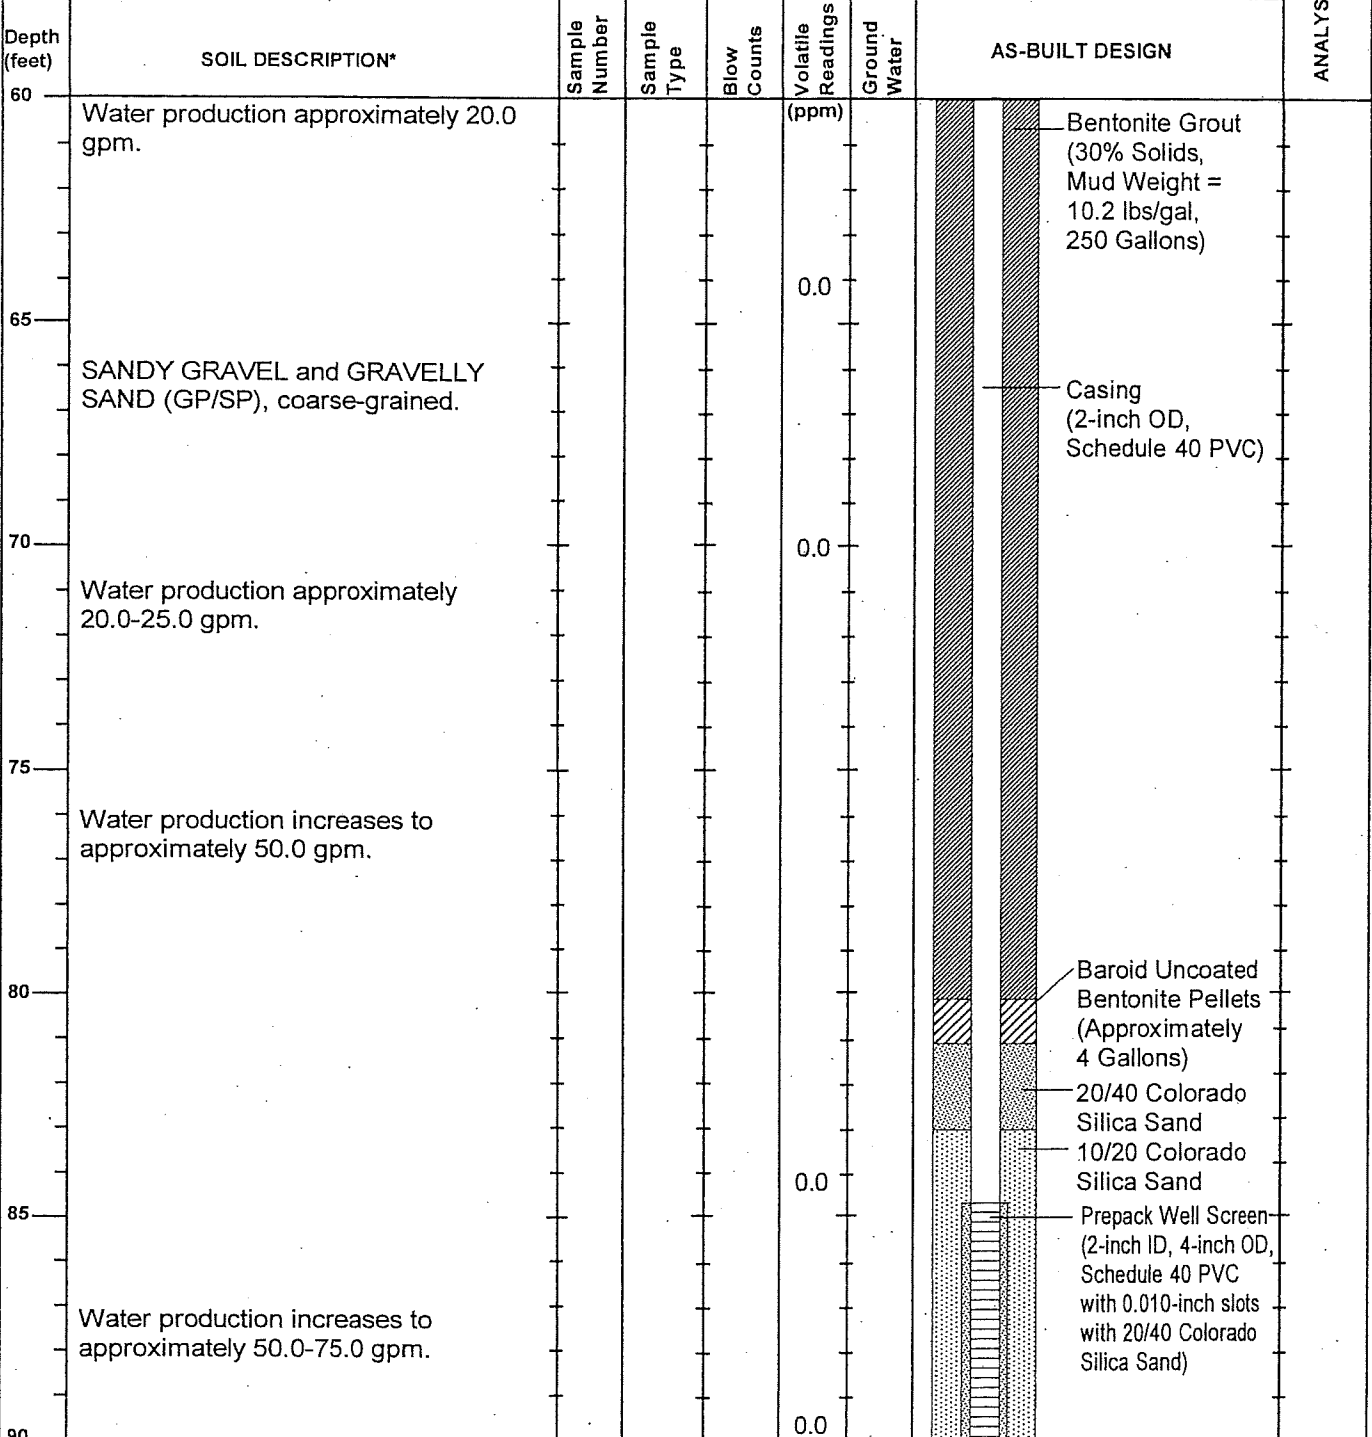 Depth
(feet)
SOIL DESCRIPTION*
Sample
Number
Sample
Type
Blow
Counts
Volatile
Readings
(ppm)
Ground
Water
AS-BUILT DESIGN
ANALYS
60
Water production approximately 20.0
gpm.
Bentonite Grout
(30% Solids,
Mud Weight =
10.2 lbs/gal,
250 Gallons)
0.0
65
SANDY GRAVEL and GRAVELLY
SAND (GP/SP), coarse-grained.
Casing
(2-inch OD,
Schedule 40 PVC)
70
0.0
Water production approximately
20.0-25.0 gpm.
75
Water production increases to
approximately 50.0 gpm.
80
Baroid Uncoated
Bentonite Pellets
(Approximately
4 Gallons)
20/40 Colorado
Silica Sand
10/20 Colorado
Silica Sand
0.0
85
Prepack Well Screen
(2-inch ID, 4-inch OD,
Schedule 40 PVC
with 0.010-inch slots
with 20/40 Colorado
Silica Sand)
Water production increases to
approximately 50.0-75.0 gpm.
0.0
90